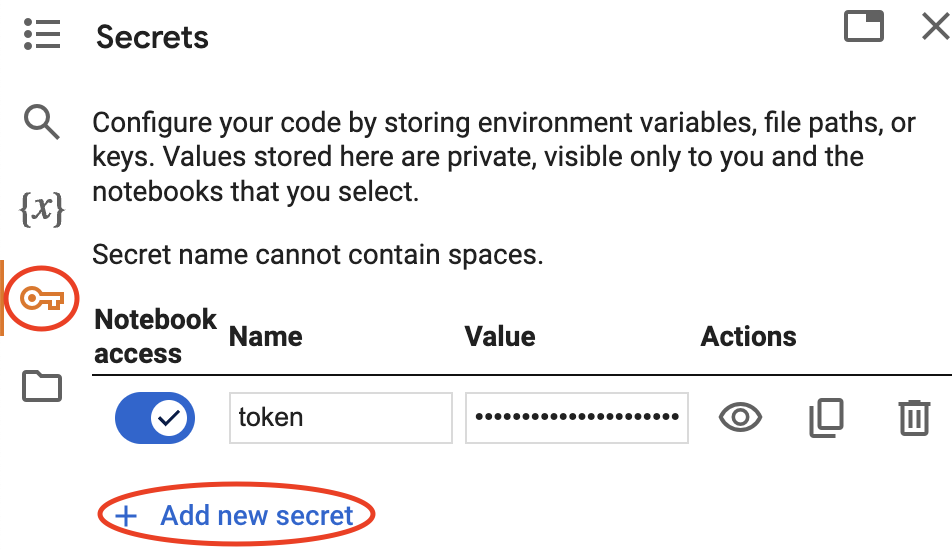 Secrets
Configure your code by storing environment variables, file paths, or
keys. Values stored here are private, visible only to you and the
notebooks that you select.
{x}
Secret name cannot contain spaces.
Notebook
access
Name
Value
Actions
token
••••••••••••••••••••••
+ Add new secret